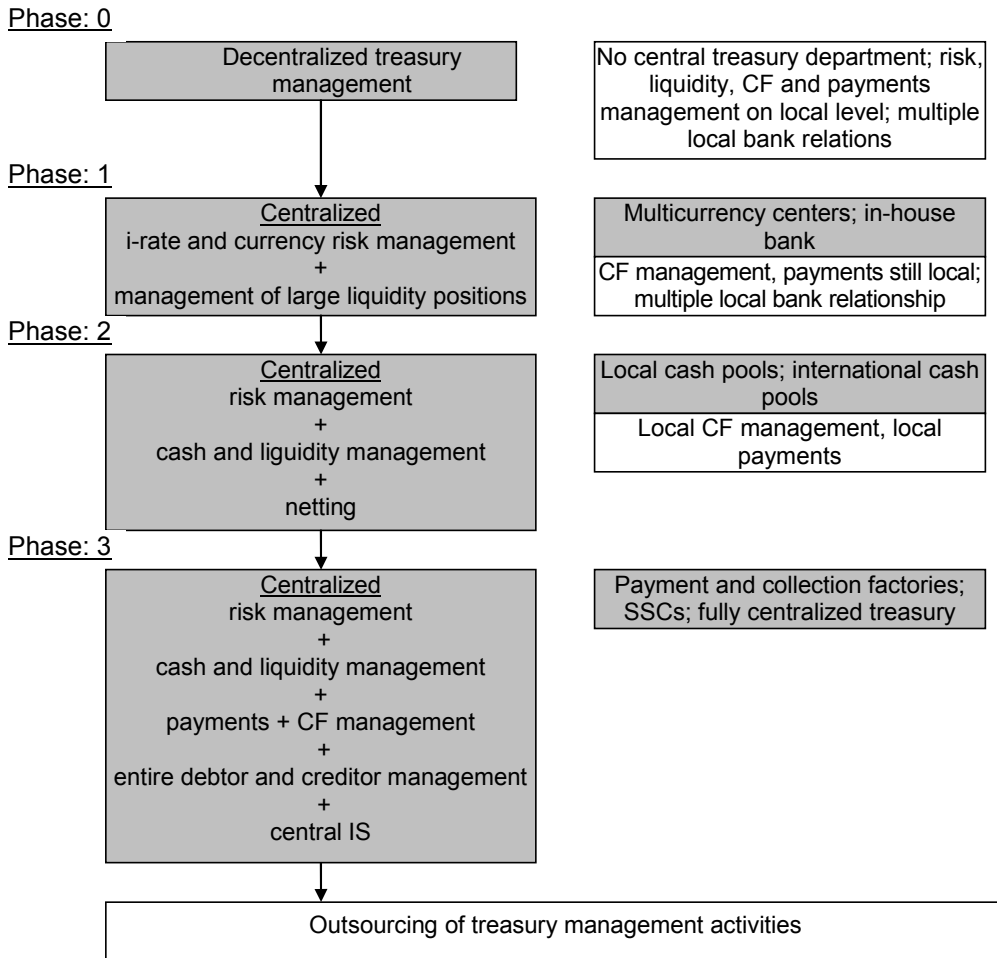 Phase: 0
Decentralized treasury
management
No central treasury department; risk,
liquidity, CF and payments
management on local level; multiple
local bank relations
Phase: 1
Centralized
i-rate and currency risk management
+
management of large liquidity positions
Multicurrency centers; in-house
bank
CF management, payments still local;
multiple local bank relationship
Phase: 2
Centralized
risk management
+
cash and liguidity management
+
netting
Local cash pools; international cash
pools
Local CF management, local
payments
Phase: 3
Centralized
risk management
+
cash and liquidity management
+
payments + CF management
+
entire debtor and creditor management
+
central IS
Payment and collection factories;
SSCs; fully centralized treasury
Outsourcing of treasury management activities